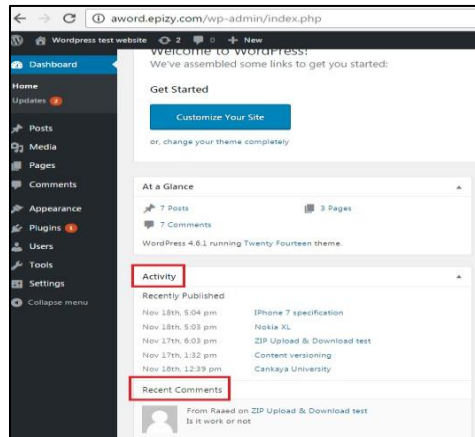 aword.epizy.com/wp-admin/index.php
Wordpress test website 2 0 New
Dashboard
Home
Updates 2
Posts
Media
Pages
Comments
Appearance
Plugins 1
Users
Tools
Settings
Collapse menu
Welcome to WordPress!
We've assembled some links to get you started:
Get Started
Customize Your Site
or, change your theme completely
At a Glance
7 Posts 3 Pages
7 Comments
WordPress 4.6.1 running Twenty Fourteen theme.
Activity
Recently Published
Nov 18th, 5:04 pm IPhone 7 specification
Nov 18th, 5:03 pm Nokia XL
Nov 17th, 6:03 pm ZIP Upload & Download test
Nov 17th, 1:32 pm Content versioning
Nov 16th, 12:39 pm Cankaya University
Recent Comments
From Raaed on ZIP Upload & Download test
Is it work or not